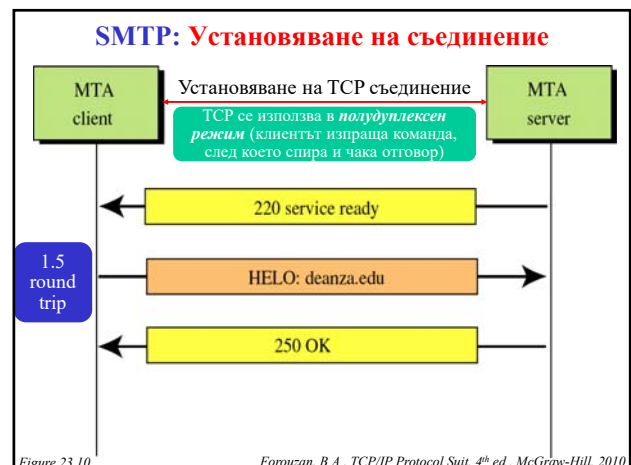 SMTP: Установяване на съединение
MTA
client
Установяване на TCP съединение
TCP се използва в полудуплексен
режим (клиентът изпраща команда,
след което спира и чака отговор)
MTA
server
220 service ready
1.5
round
trip
HELO: deanza.edu
250 OK
Figure 23.10
Forouzan, B.A., TCP/IP Protocol Suit, 4th ed., McGraw-Hill, 2010